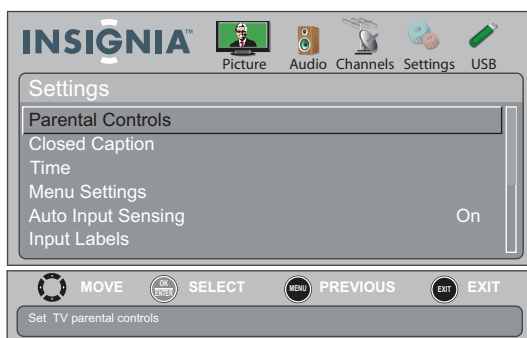 INSIGNIA™
Picture Audio Channels Settings USB
Settings
Parental Controls
Closed Caption
Time
Menu Settings
Auto Input Sensing On
Input Labels
MOVE OK ENTER SELECT MENU PREVIOUS EXIT EXIT
Set TV parental controls